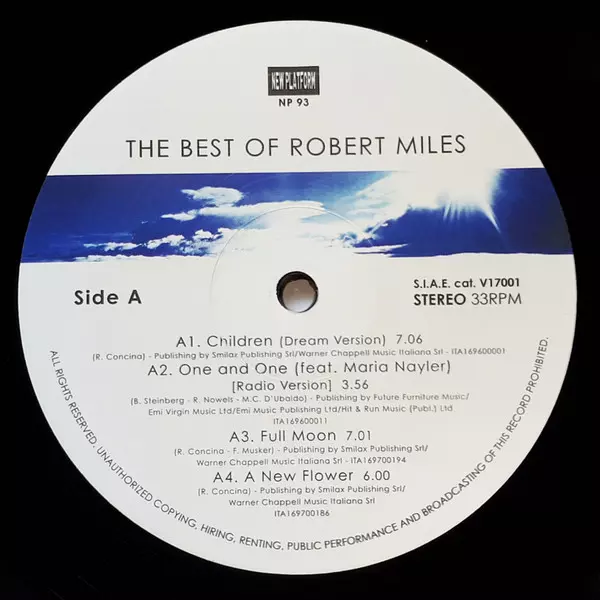 NEW PLATFORM
NP 93
THE BEST OF ROBERT MILES
Side A
S.I.A.E. cat. V17001
STEREO 33RPM
A1. Children (Dream Version) 7.06
(R. Concina) - Publishing by Smilax Publishing Srl/Warner Chappell Music Italiana Srl - ITA169600001
A2. One and One (feat. Maria Nayler)
[Radio Version] 3.56
(B. Steinberg - R. Nowels - M.C. D'Ubaldo) - Publishing by Future Furniture Music/
Emi Virgin Music Ltd/Emi Music Publishing Ltd/Hit & Run Music (Publ.) Ltd
ITA169600011
A3. Full Moon 7.01
(R. Concina - F. Musker) - Publishing by Smilax Publishing Srl/
Warner Chappell Music Italiana Srl - ITA169700194
A4. A New Flower 6.00
(R. Concina) - Publishing by Smilax Publishing Srl/
Warner Chappell Music Italiana Srl
ITA169700186
ALL RIGHTS RESERVED. UNAUTHORIZED COPYING, HIRING, RENTING, PUBLIC PERFORMANCE AND BROADCASTING OF THIS RECORD PROHIBITED.